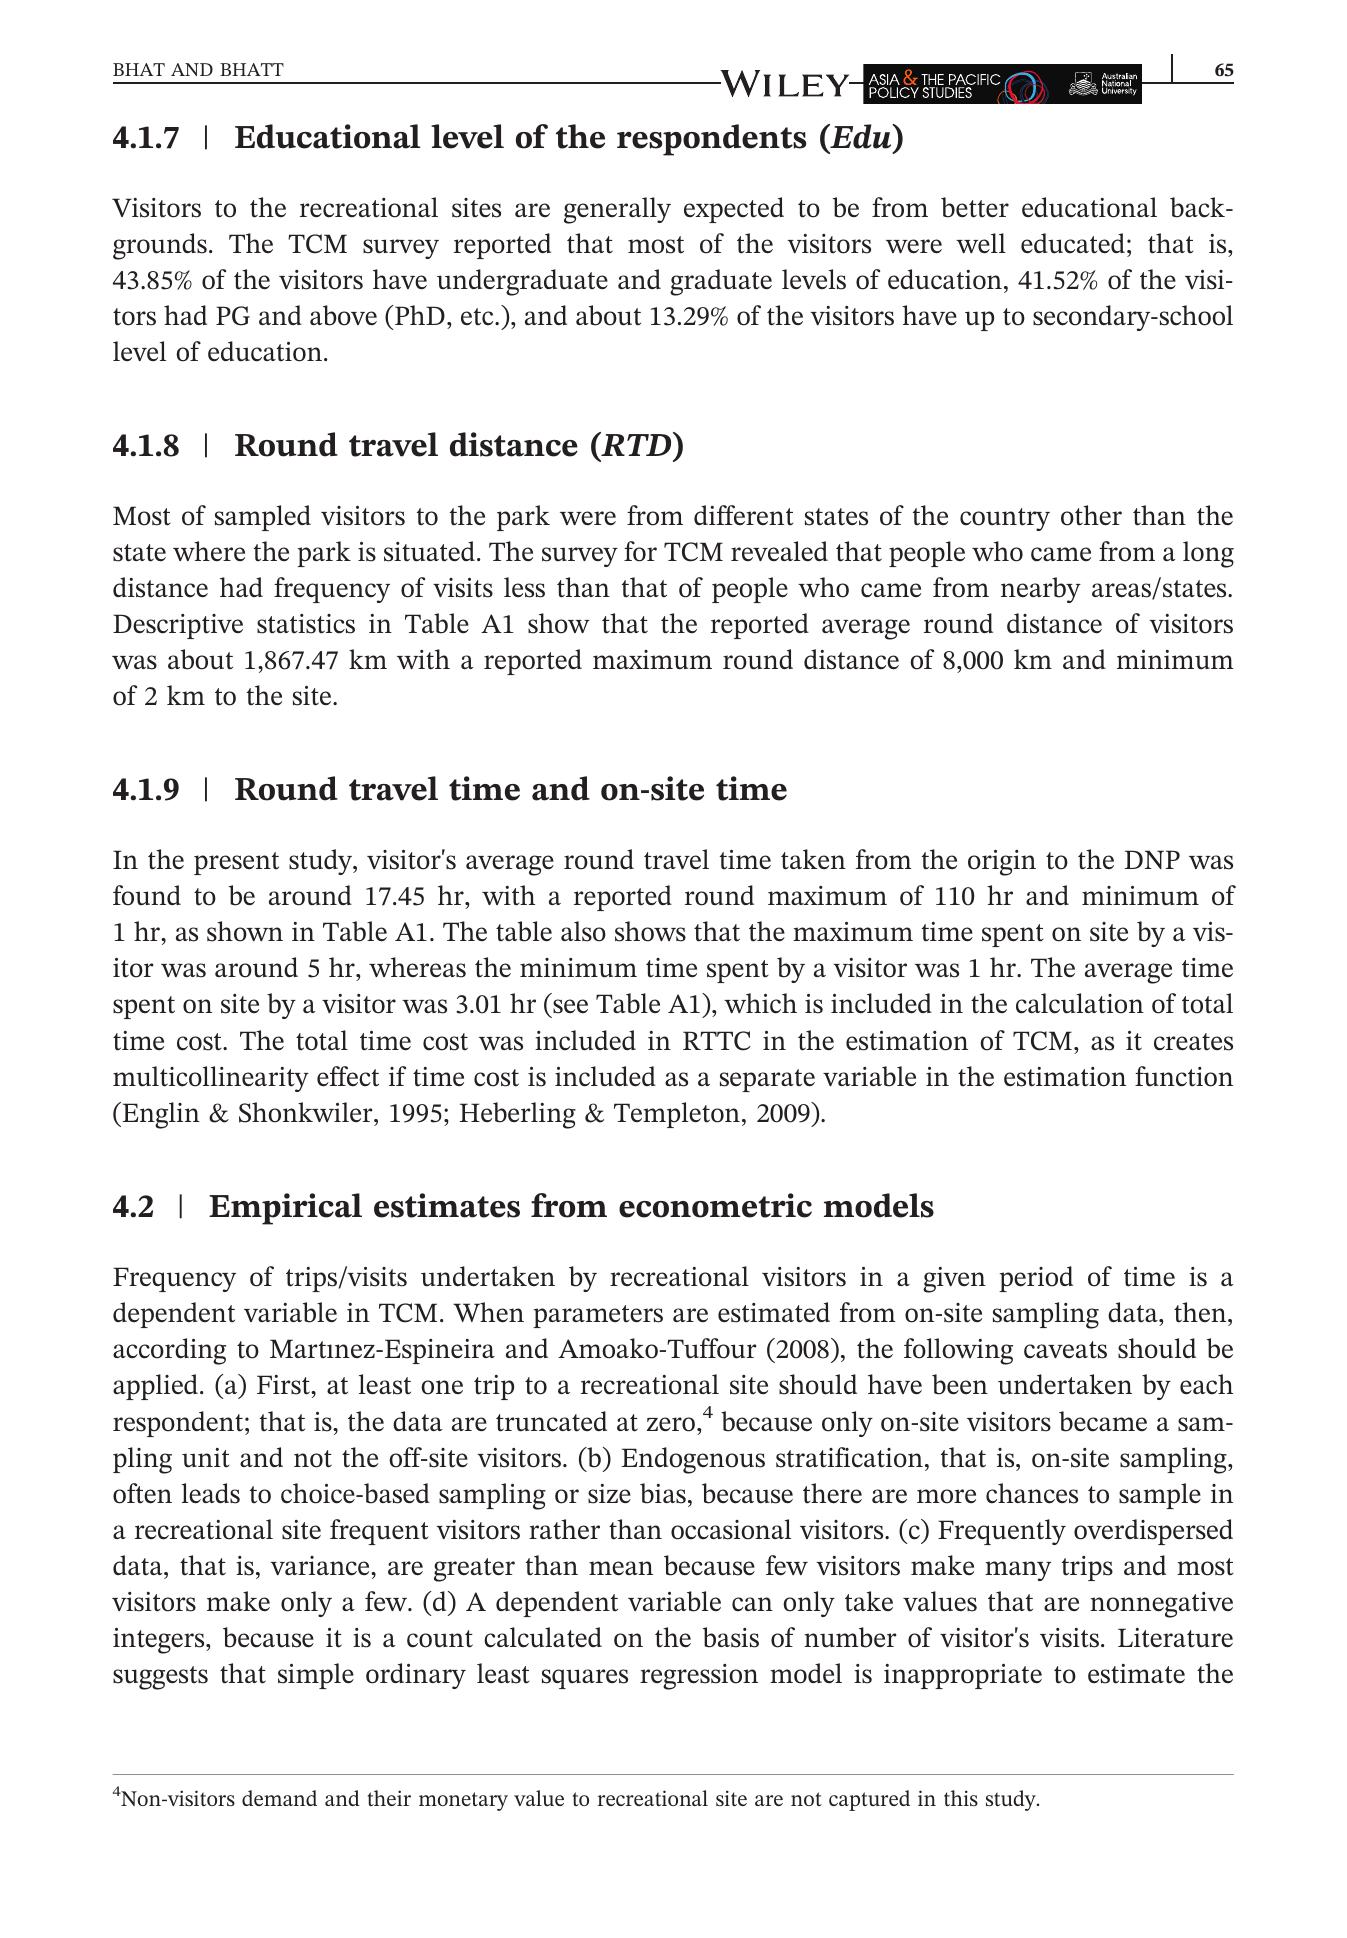 BHAT AND BHATT
WILEY
ASIA & THE PACIFIC
POLICY STUDIES
Australian
National
University
65
4.1.7 | Educational level of the respondents (Edu)
Visitors to the recreational sites are generally expected to be from better educational back-
grounds. The TCM survey reported that most of the visitors were well educated; that is,
43.85% of the visitors have undergraduate and graduate levels of education, 41.52% of the visi-
tors had PG and above (PhD, etc.), and about 13.29% of the visitors have up to secondary-school
level of education.
4.1.8 | Round travel distance (RTD)
Most of sampled visitors to the park were from different states of the country other than the
state where the park is situated. The survey for TCM revealed that people who came from a long
distance had frequency of visits less than that of people who came from nearby areas/states.
Descriptive statistics in Table A1 show that the reported average round distance of visitors
was about 1,867.47 km with a reported maximum round distance of 8,000 km and minimum
of 2 km to the site.
4.1.9 | Round travel time and on-site time
In the present study, visitor's average round travel time taken from the origin to the DNP was
found to be around 17.45 hr, with a reported round maximum of 110 hr and minimum of
1 hr, as shown in Table A1. The table also shows that the maximum time spent on site by a vis-
itor was around 5 hr, whereas the minimum time spent by a visitor was 1 hr. The average time
spent on site by a visitor was 3.01 hr (see Table A1), which is included in the calculation of total
time cost. The total time cost was included in RTTC in the estimation of TCM, as it creates
multicollinearity effect if time cost is included as a separate variable in the estimation function
(Englin & Shonkwiler, 1995; Heberling & Templeton, 2009).
4.2 | Empirical estimates from econometric models
Frequency of trips/visits undertaken by recreational visitors in a given period of time is a
dependent variable in TCM. When parameters are estimated from on-site sampling data, then,
according to Martınez-Espineira and Amoako-Tuffour (2008), the following caveats should be
applied. (a) First, at least one trip to a recreational site should have been undertaken by each
respondent; that is, the data are truncated at zero,⁴ because only on-site visitors became a sam-
pling unit and not the off-site visitors. (b) Endogenous stratification, that is, on-site sampling,
often leads to choice-based sampling or size bias, because there are more chances to sample in
a recreational site frequent visitors rather than occasional visitors. (c) Frequently overdispersed
data, that is, variance, are greater than mean because few visitors make many trips and most
visitors make only a few. (d) A dependent variable can only take values that are nonnegative
integers, because it is a count calculated on the basis of number of visitor's visits. Literature
suggests that simple ordinary least squares regression model is inappropriate to estimate the
⁴Non-visitors demand and their monetary value to recreational site are not captured in this study.